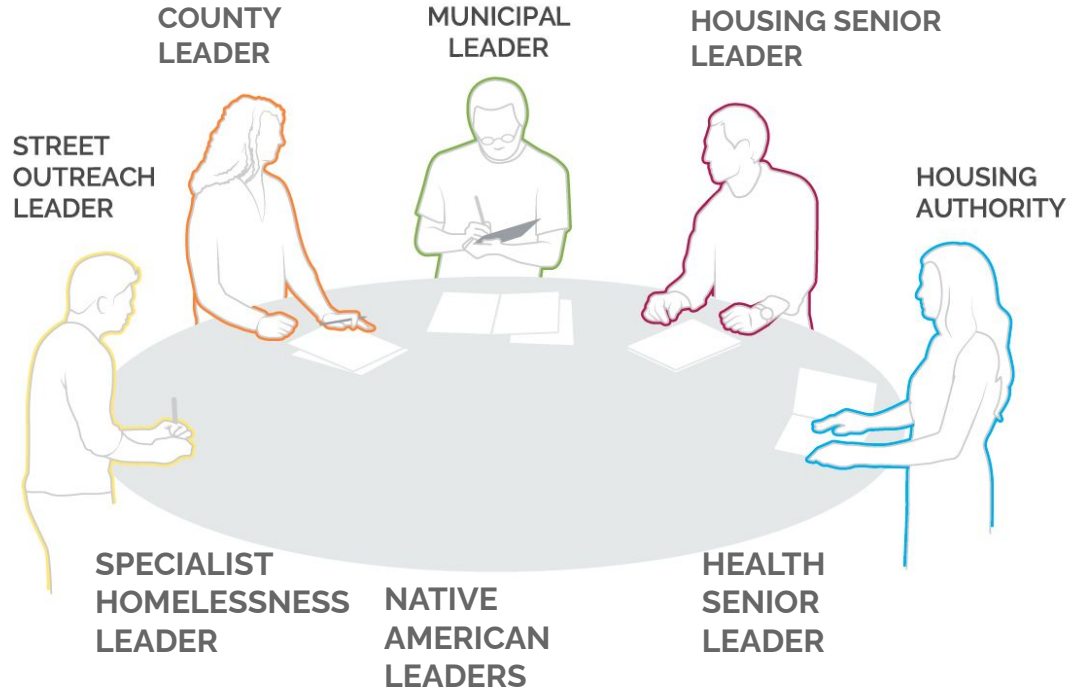 COUNTY
LEADER
MUNICIPAL
LEADER
HOUSING SENIOR
LEADER
STREET
OUTREACH
LEADER
HOUSING
AUTHORITY
SPECIALIST
HOMELESSNESS
LEADER
NATIVE
AMERICAN
LEADERS
HEALTH
SENIOR
LEADER